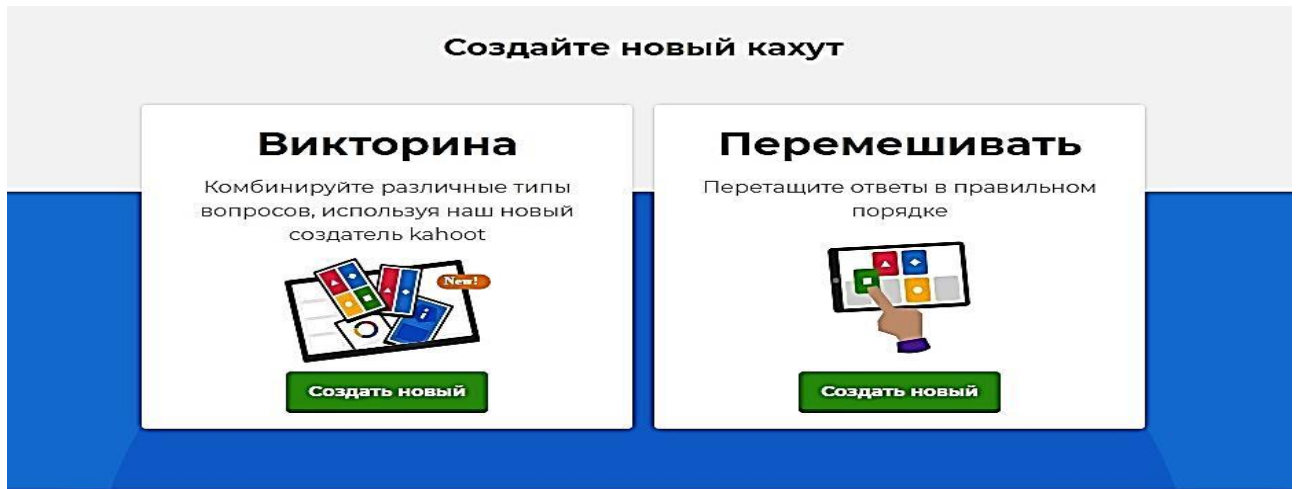 Создайте новый кахут
Викторина
Комбинируйте различные типы
вопросов, используя наш новый
создатель kahoot
New!
Создать новый
Перемешивать
Перетащите ответы в правильном
порядке
Создать новый